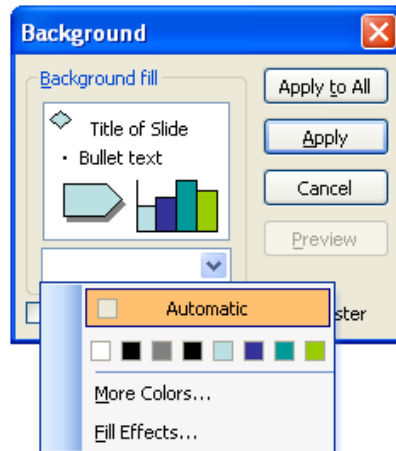 Background
Background fill
Apply to All
Title of Slide
• Bullet text
Apply
Cancel
Preview
Automatic
ster
More Colors...
Fill Effects...